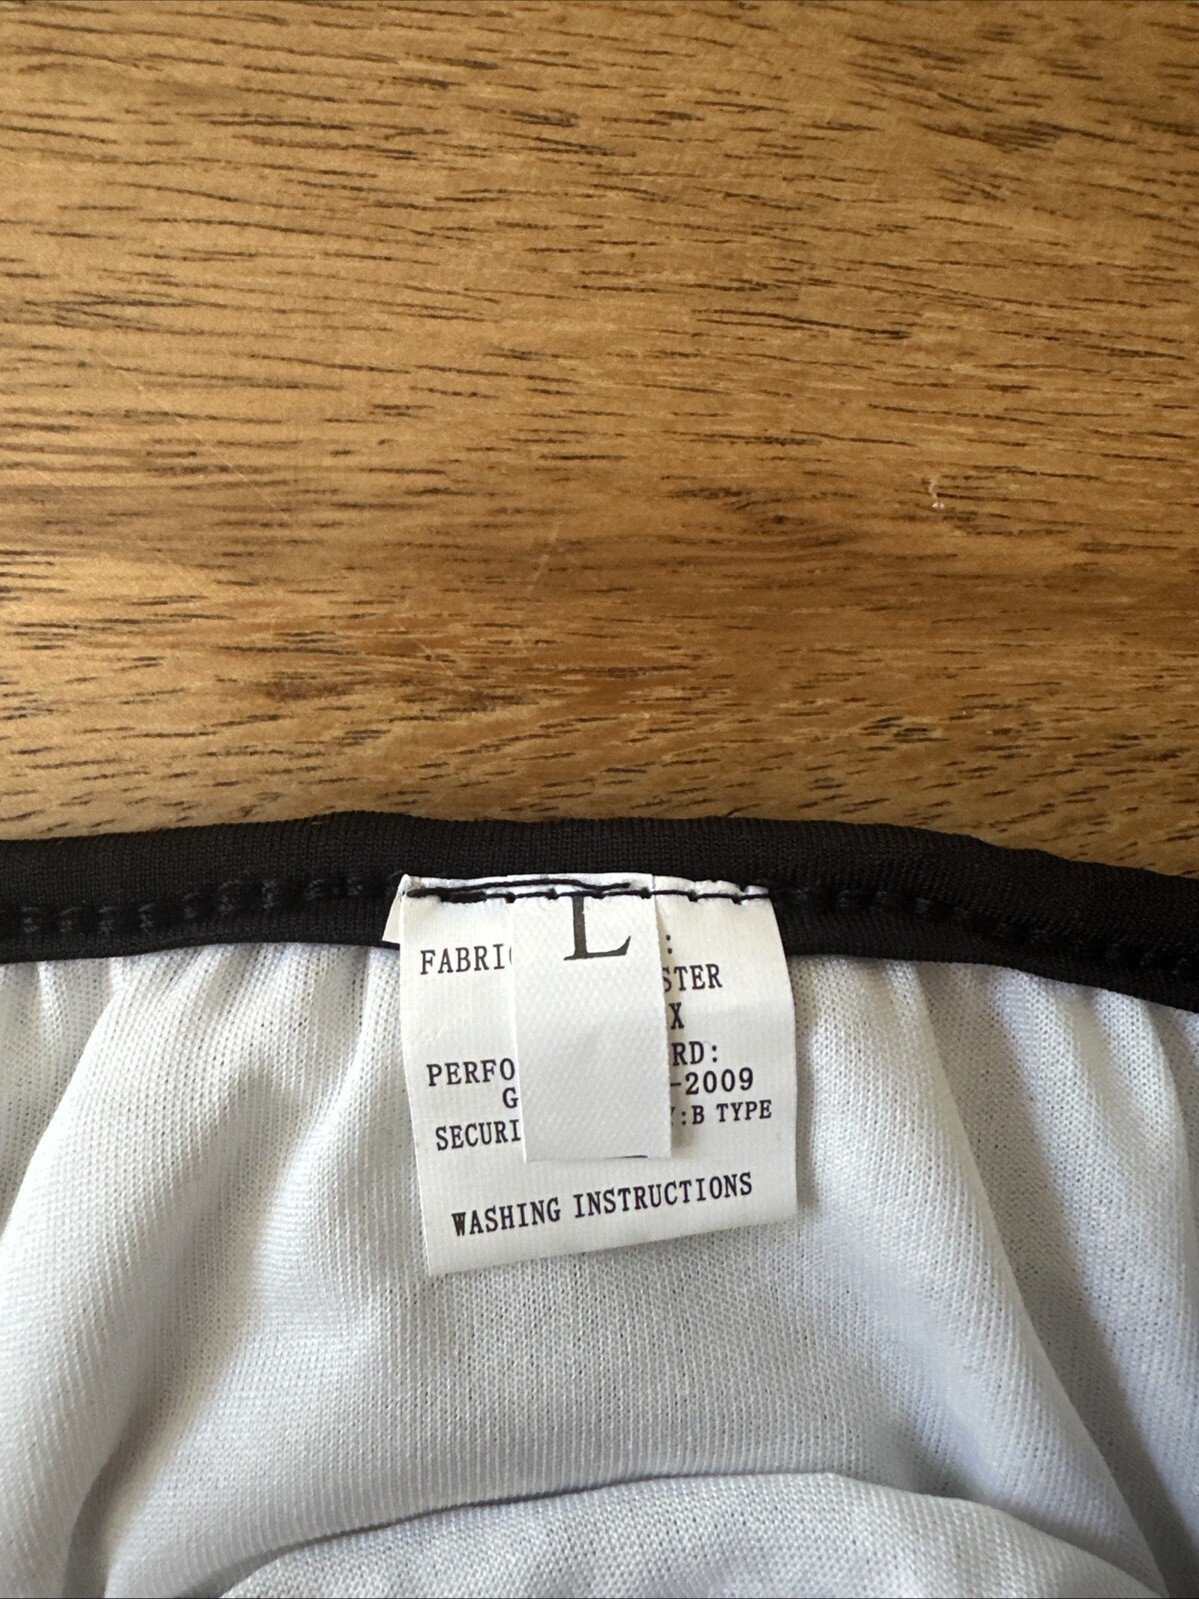 L
FABRI :
STER
X
PERFO RD:
G -2009
SECURI :B TYPE
WASHING INSTRUCTIONS